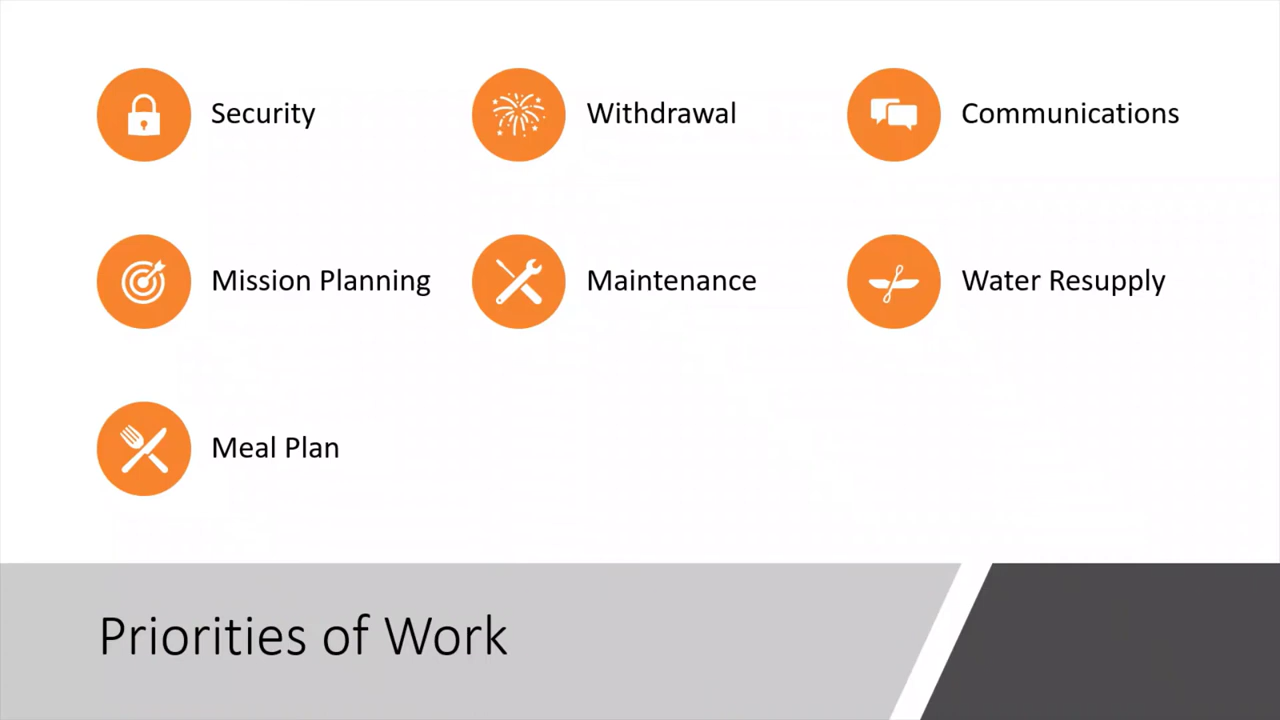 Security
Withdrawal
Communications
Mission Planning
Maintenance
Water Resupply
Meal Plan
Priorities of Work